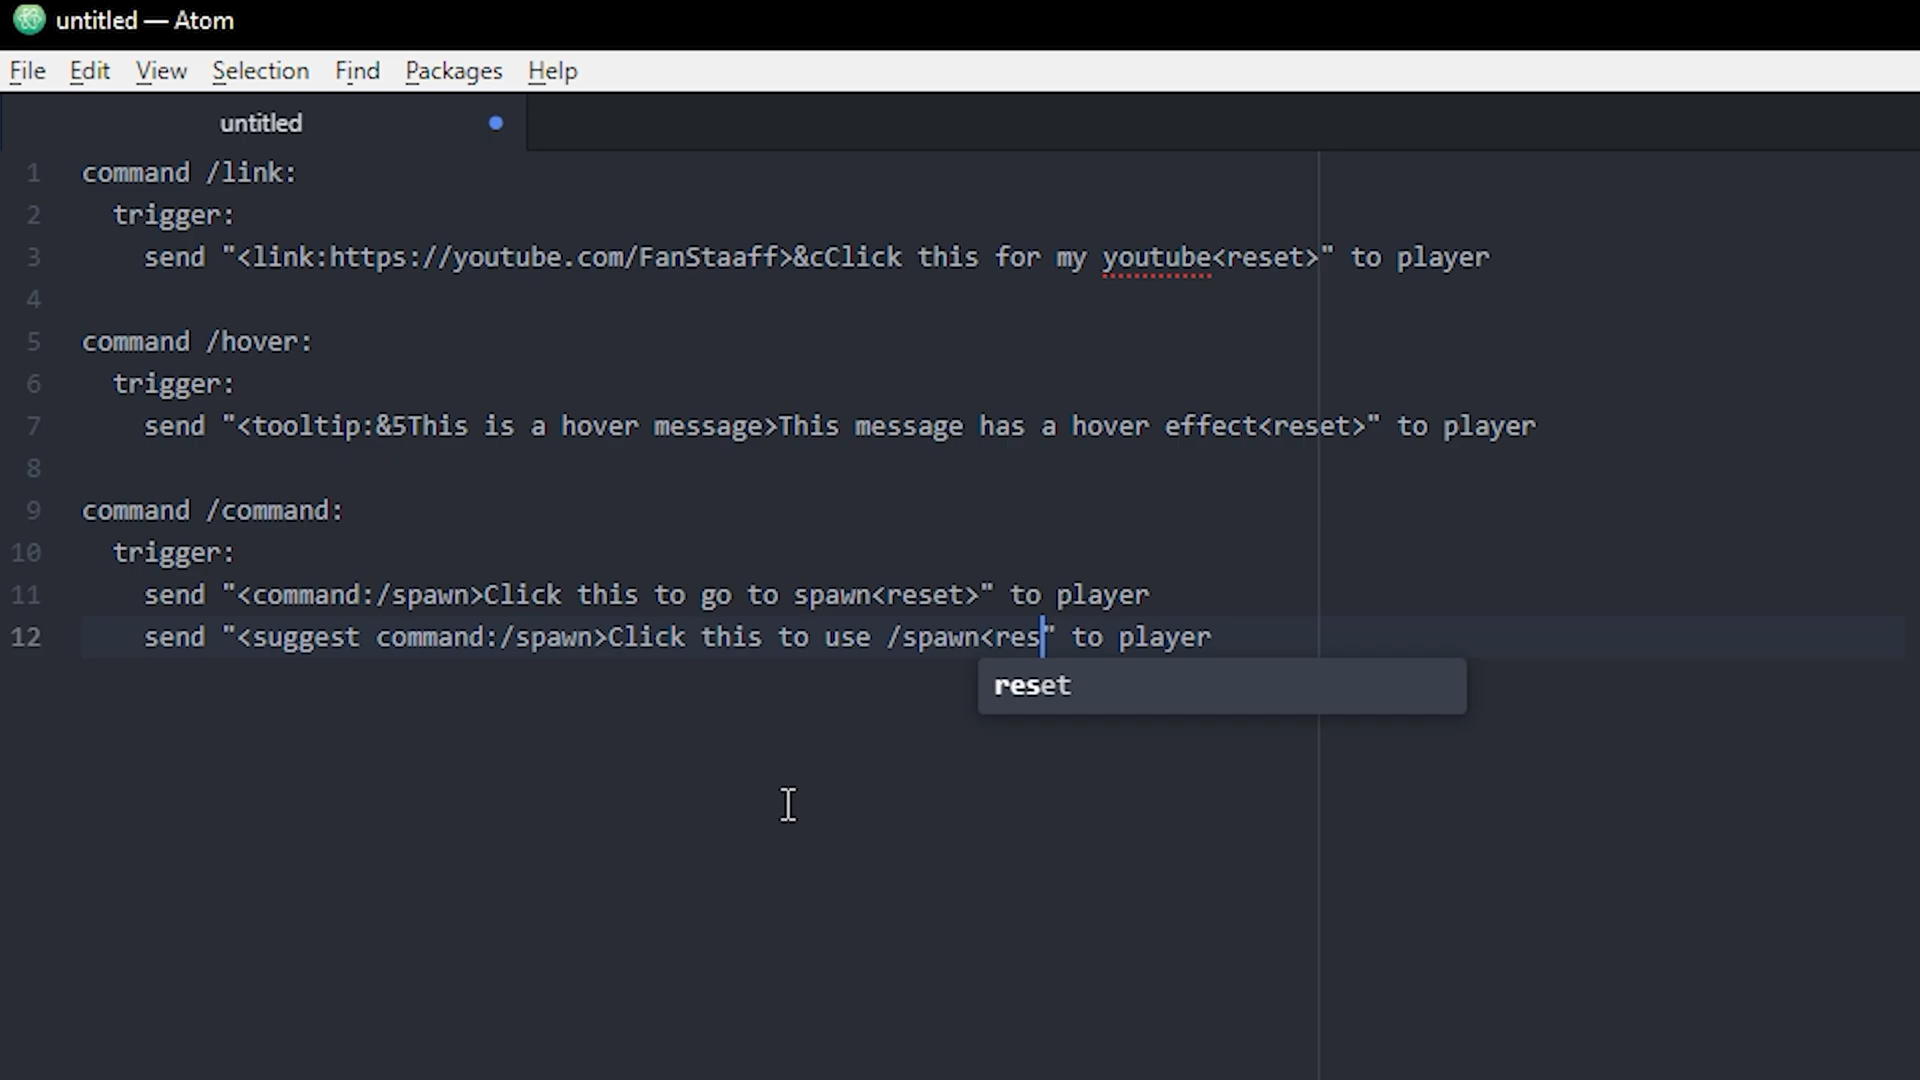 untitled — Atom
File Edit View Selection Find Packages Help
untitled
1 command /link:
2 trigger:
3 send "<link:https://youtube.com/FanStaaff>&cClick this for my youtube<reset>" to player
4
5 command /hover:
6 trigger:
7 send "<tooltip:&5This is a hover message>This message has a hover effect<reset>" to player
8
9 command /command:
10 trigger:
11 send "<command:/spawn>Click this to go to spawn<reset>" to player
12 send "<suggest command:/spawn>Click this to use /spawn<res" to player
reset